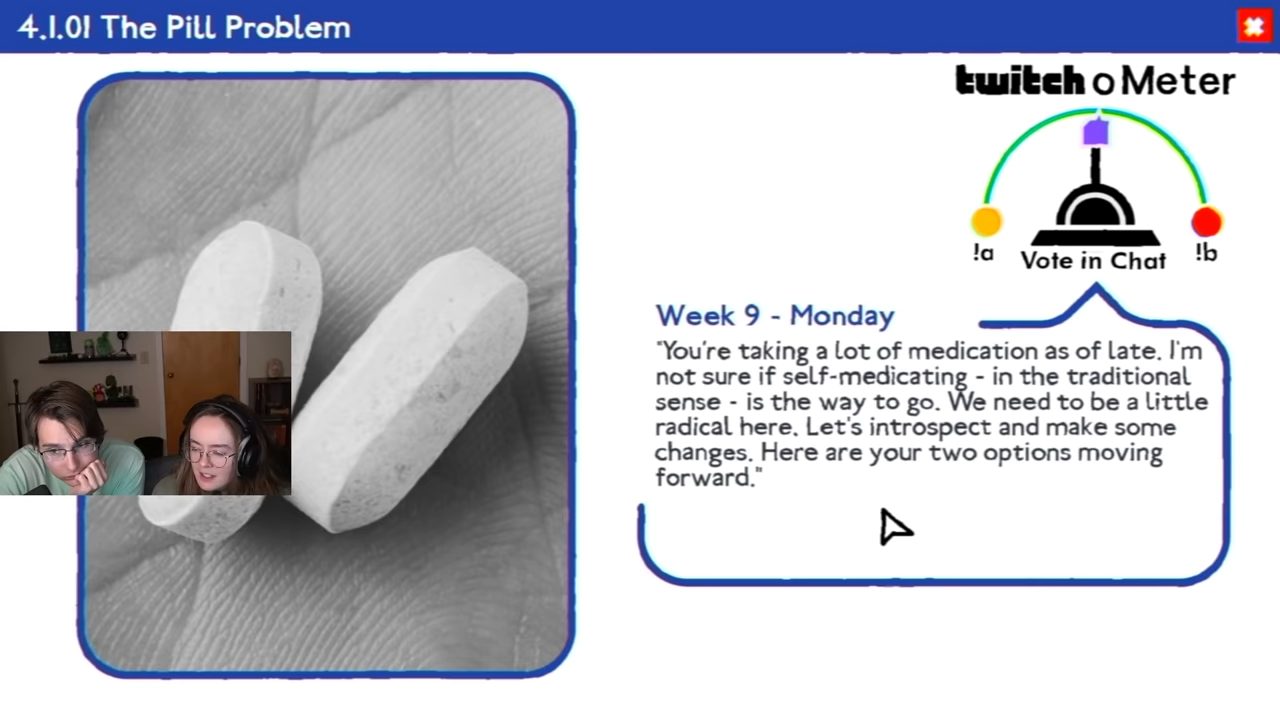 4.1.01 The Pill Problem
twitch o Meter
!a
Vote in Chat
!b
Week 9 - Monday
"You're taking a lot of medication as of late. I'm
not sure if self-medicating - in the traditional
sense - is the way to go. We need to be a little
radical here. Let's introspect and make some
changes. Here are your two options moving
forward."